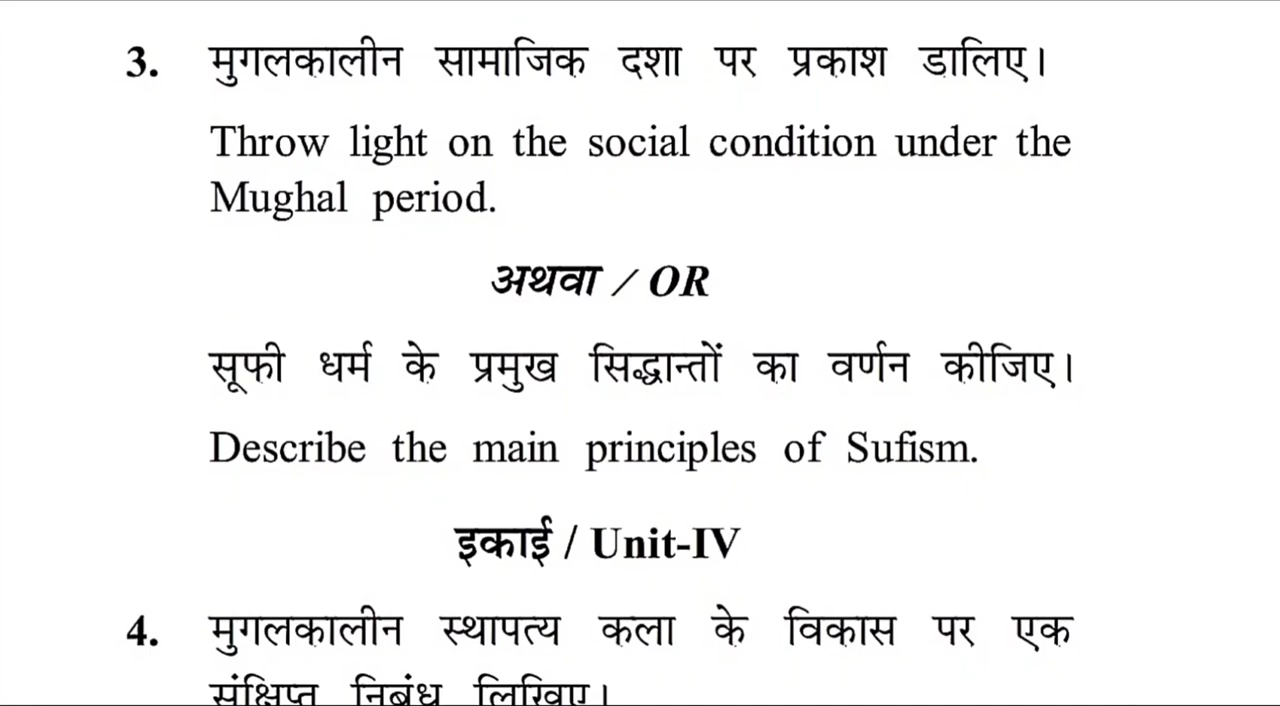 3. मुगलकालीन सामाजिक दशा पर प्रकाश डालिए।
Throw light on the social condition under the
Mughal period.
अथवा / OR
सूफी धर्म के प्रमुख सिद्धान्तों का वर्णन कीजिए।
Describe the main principles of Sufism.
इकाई / Unit-IV
4. मुगलकालीन स्थापत्य कला के विकास पर एक
संक्षिप्त निबंध लिखिए।